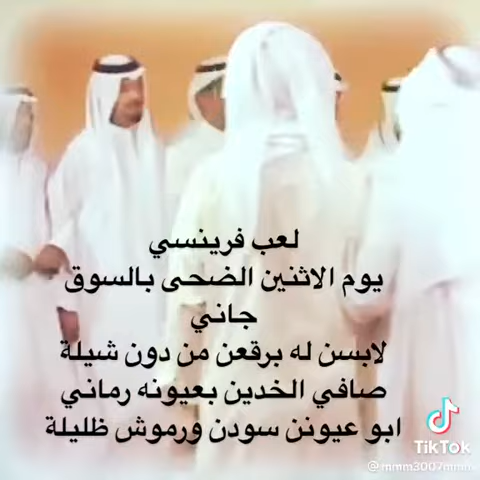 لعب فرينسي
يوم الاثنين الضحى بالسوق
جاني
لابسن له برقعن من دون شيلة
صافي الخدين بعيونه رماني
ابو عيونن سودن ورموش ظليلة
TikTok
@mmm3007mmm